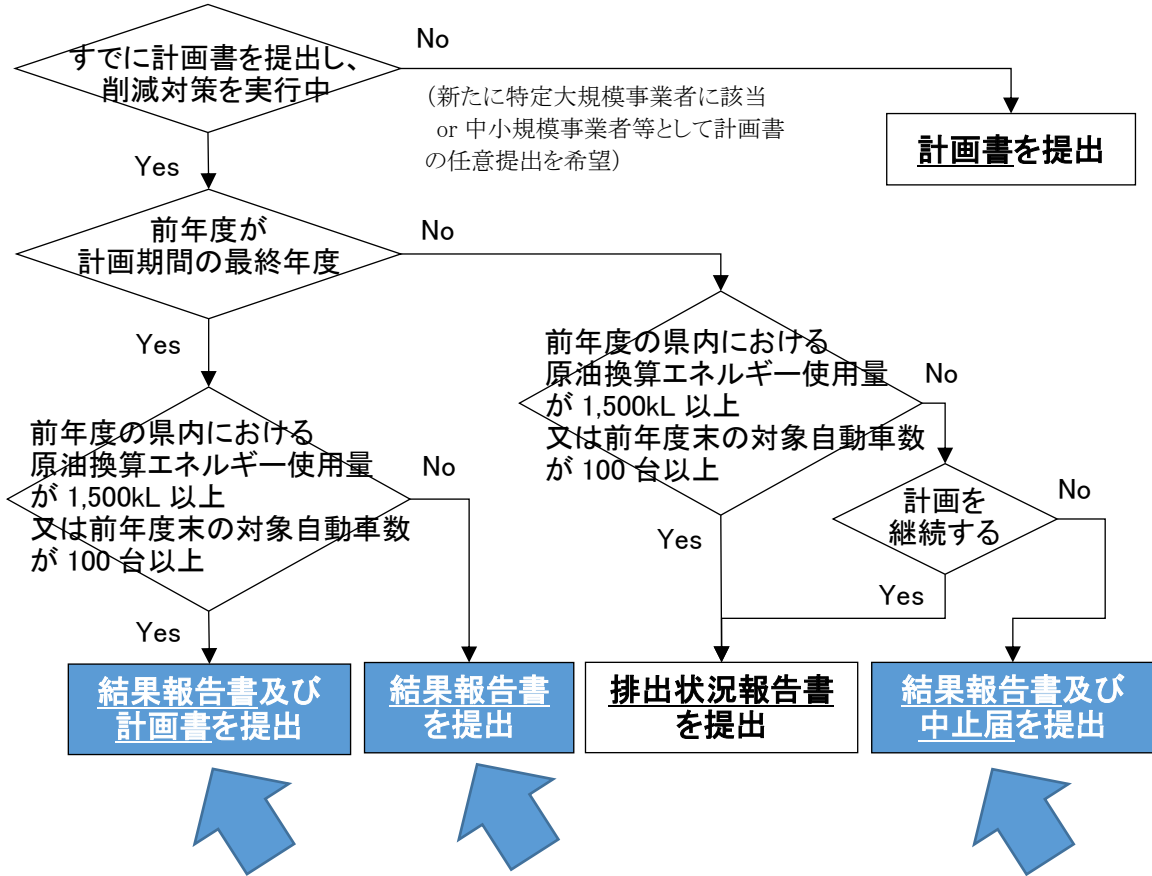 すでに計画書を提出し、
削減対策を実行中
No
（新たに特定大規模事業者に該当
or 中小規模事業者等として計画書
の任意提出を希望）
計画書を提出
Yes
前年度が
計画期間の最終年度
No
Yes
前年度の県内における
原油換算エネルギー使用量
が 1,500kL 以上
又は前年度末の対象自動車数
が 100 台以上
No
前年度の県内における
原油換算エネルギー使用量
が 1,500kL 以上
又は前年度末の対象自動車数
が 100 台以上
No
計画を
継続する
No
Yes
Yes
Yes
結果報告書及び
計画書を提出
結果報告書
を提出
排出状況報告書
を提出
結果報告書及び
中止届を提出